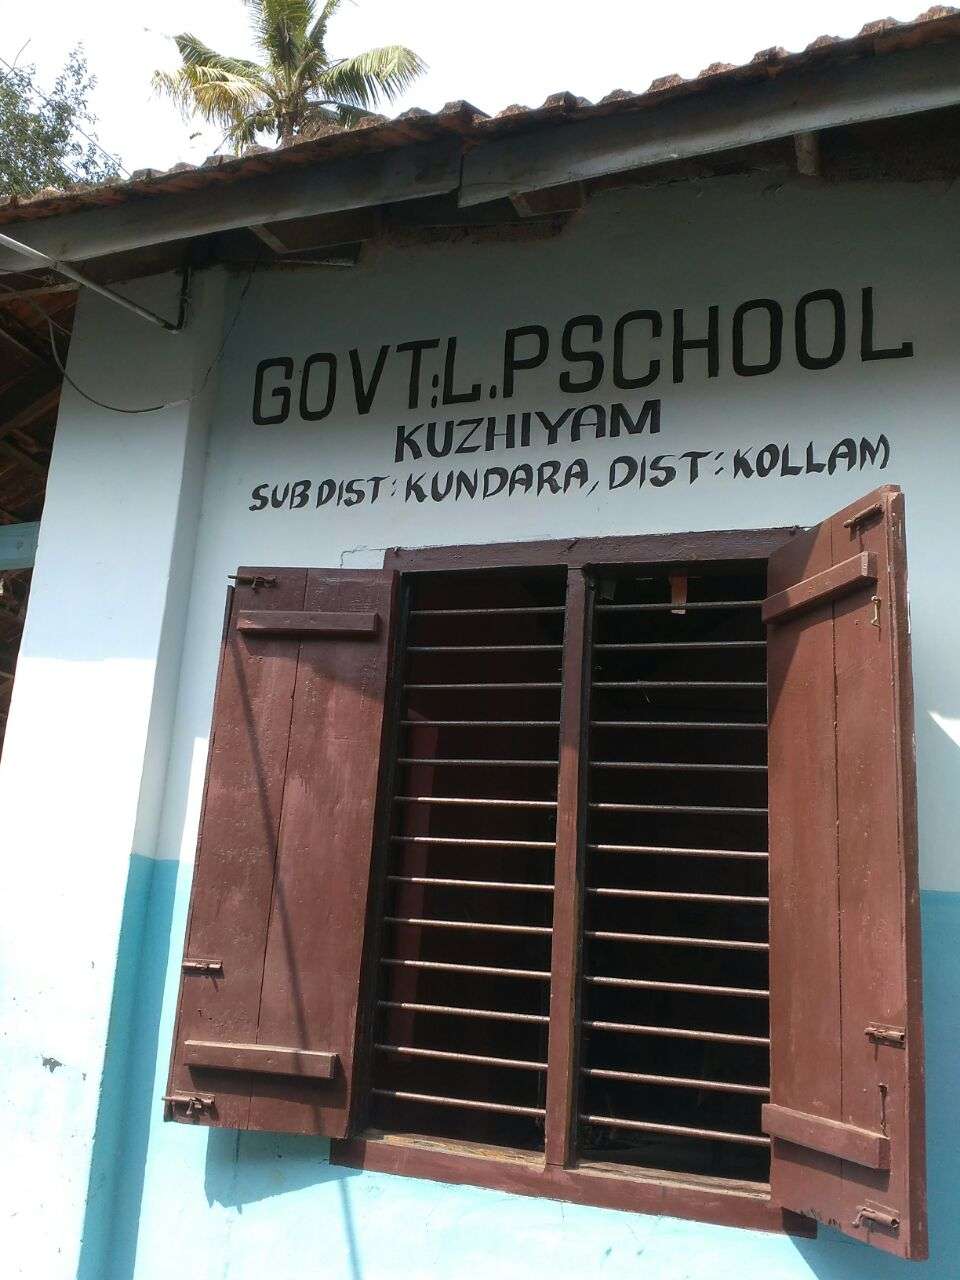 GOVT:L.PSCHOOL
KUZHIYAM
SUB DIST: KUNDARA, DIST: KOLLAM